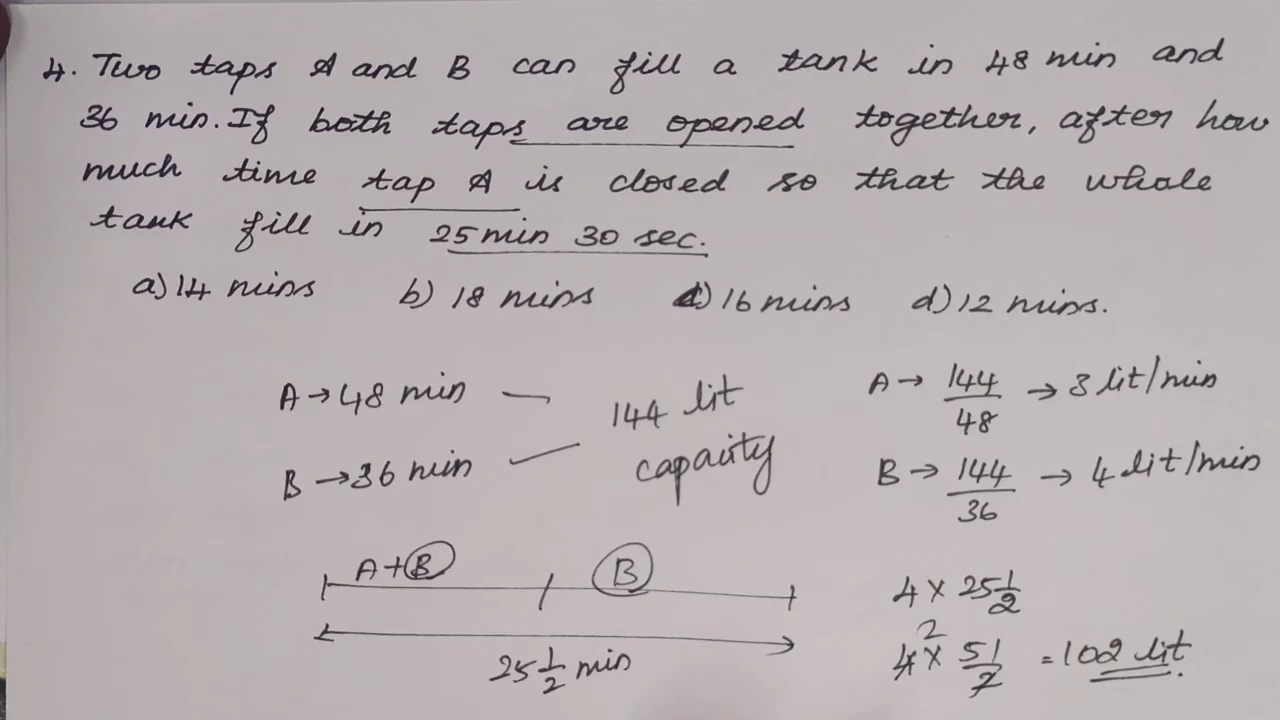 4. Two taps A and B can fill a tank in 48 min and
36 min. If both taps are opened together, after how
much time tap A is closed so that the whole
tank fill in 25 min 30 sec.
a) 14 mins b) 18 mins c) 16 mins d) 12 mins.
A → 48 min — 144 lit capacity
B → 36 min —
A → 144/48 → 3 lit/min
B → 144/36 → 4 lit/min
A+B B
25 1/2 min
4 × 25 1/2
4 2 × 51/2 = 102 lit.